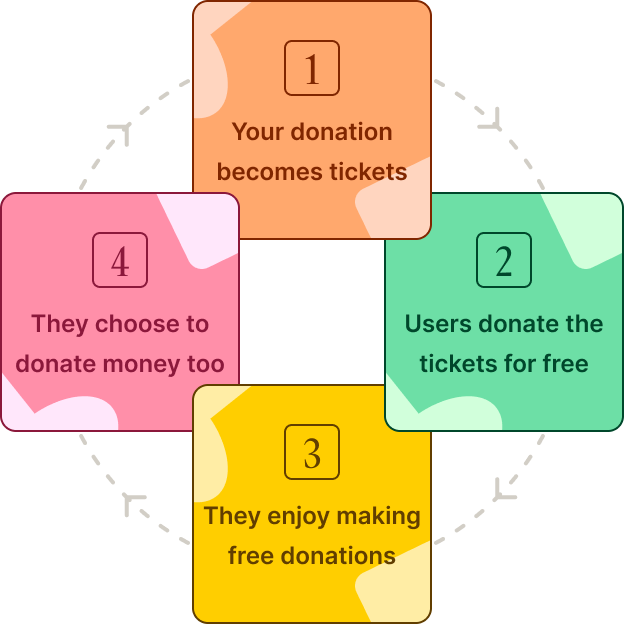 1
Your donation
becomes tickets
2
Users donate the
tickets for free
3
They enjoy making
free donations
4
They choose to
donate money too